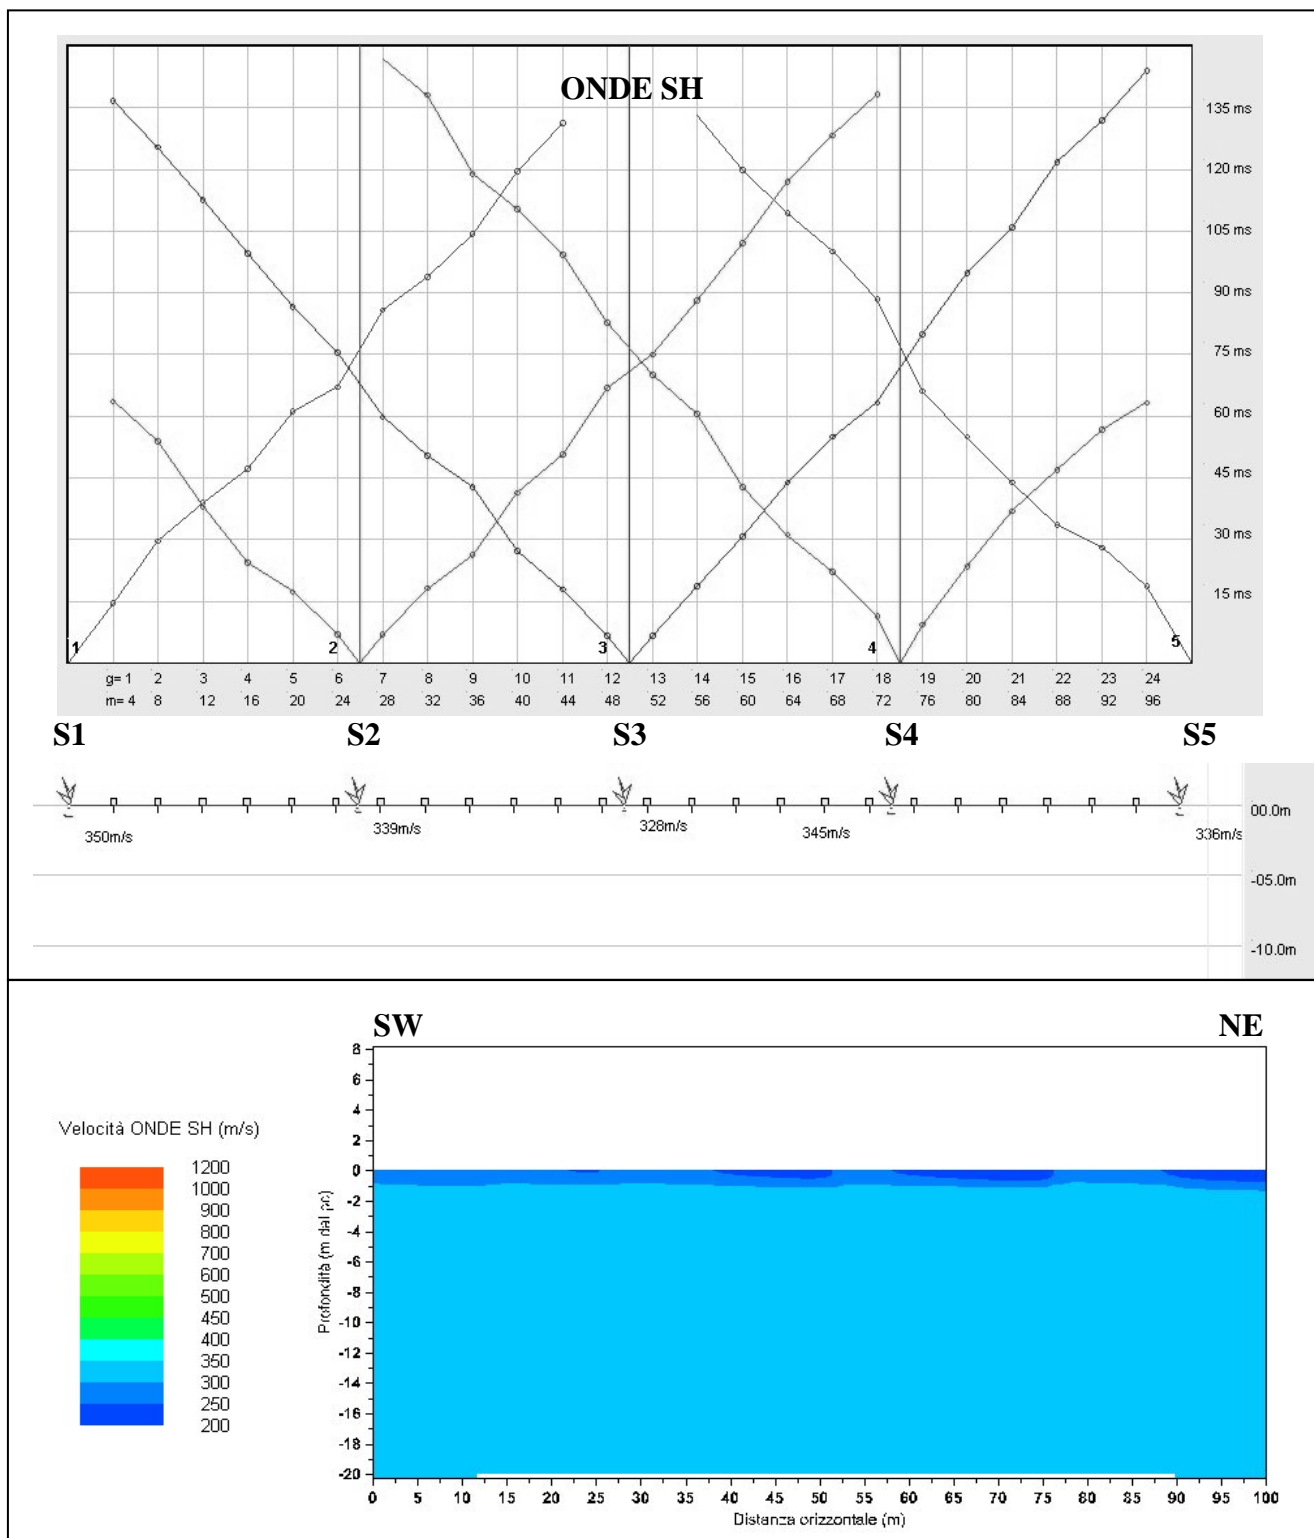 ONDE SH
135 ms
120 ms
105 ms
90 ms
75 ms
60 ms
45 ms
30 ms
15 ms
1 2 3 4 5
g= 1 2 3 4 5 6 7 8 9 10 11 12 13 14 15 16 17 18 19 20 21 22 23 24
m= 4 8 12 16 20 24 28 32 36 40 44 48 52 56 60 64 68 72 76 80 84 88 92 96
S1 S2 S3 S4 S5
00.0m
350m/s 339m/s 328m/s 345m/s 336m/s
-05.0m
-10.0m
SW NE
Velocità ONDE SH (m/s)
1200
1000
900
800
700
600
500
450
400
350
300
250
200
Profondità (m dal pc)
8
6
4
2
0
-2
-4
-6
-8
-10
-12
-14
-16
-18
-20
0 5 10 15 20 25 30 35 40 45 50 55 60 65 70 75 80 85 90 95 100
Distanza orizzontale (m)